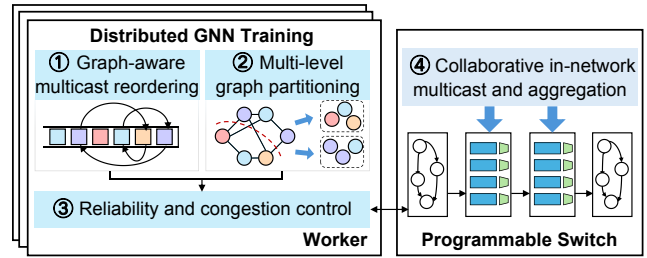 Distributed GNN Training
① Graph-aware
multicast reordering
② Multi-level
graph partitioning
③ Reliability and congestion control
Worker
④ Collaborative in-network
multicast and aggregation
Programmable Switch